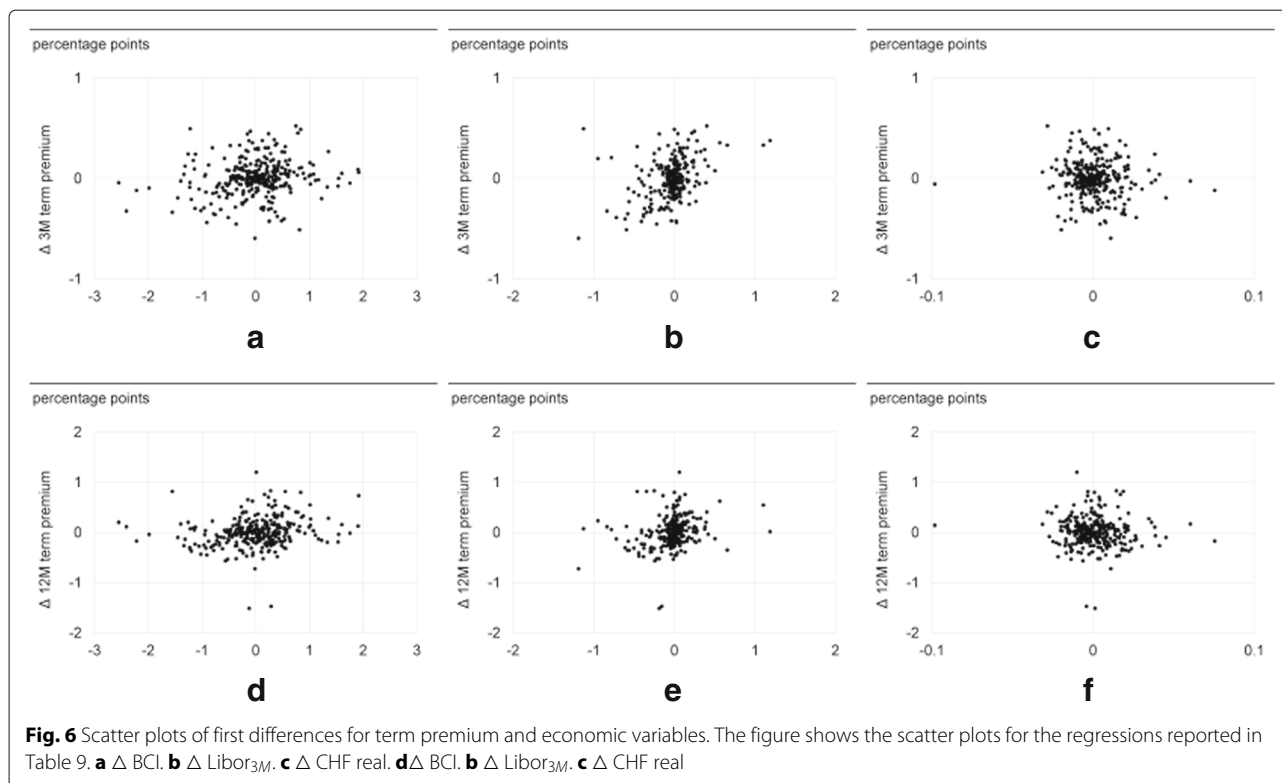 percentage points
percentage points
percentage points
Δ 3M term premium
1
0
-1
-3 -2 -1 0 1 2 3
a
Δ 3M term premium
1
0
-1
-2 -1 0 1 2
b
Δ 3M term premium
1
0
-1
-0.1 0 0.1
c
percentage points
percentage points
percentage points
Δ 12M term premium
2
1
0
-1
-2
-3 -2 -1 0 1 2 3
d
Δ 12M term premium
2
1
0
-1
-2
-2 -1 0 1 2
e
Δ 12M term premium
2
1
0
-1
-2
-0.1 0 0.1
f
Fig. 6 Scatter plots of first differences for term premium and economic variables. The figure shows the scatter plots for the regressions reported in
Table 9. a △ BCI. b △ Libor3M. c △ CHF real. d△ BCI. b △ Libor3M. c △ CHF real